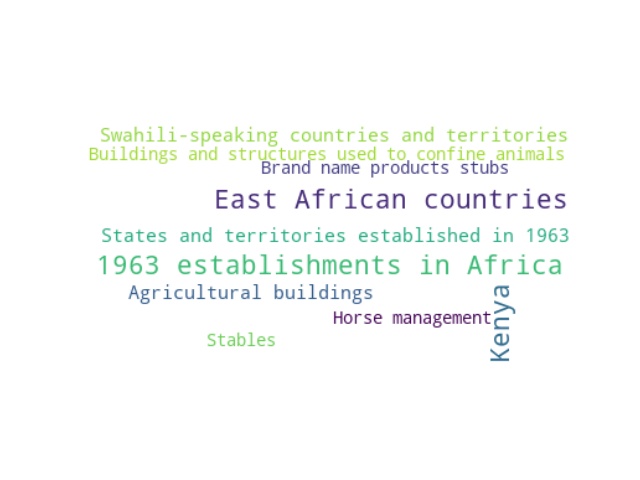 Swahili-speaking countries and territories
Buildings and structures used to confine animals
Brand name products stubs
East African countries
States and territories established in 1963
1963 establishments in Africa
Agricultural buildings
Kenya
Horse management
Stables